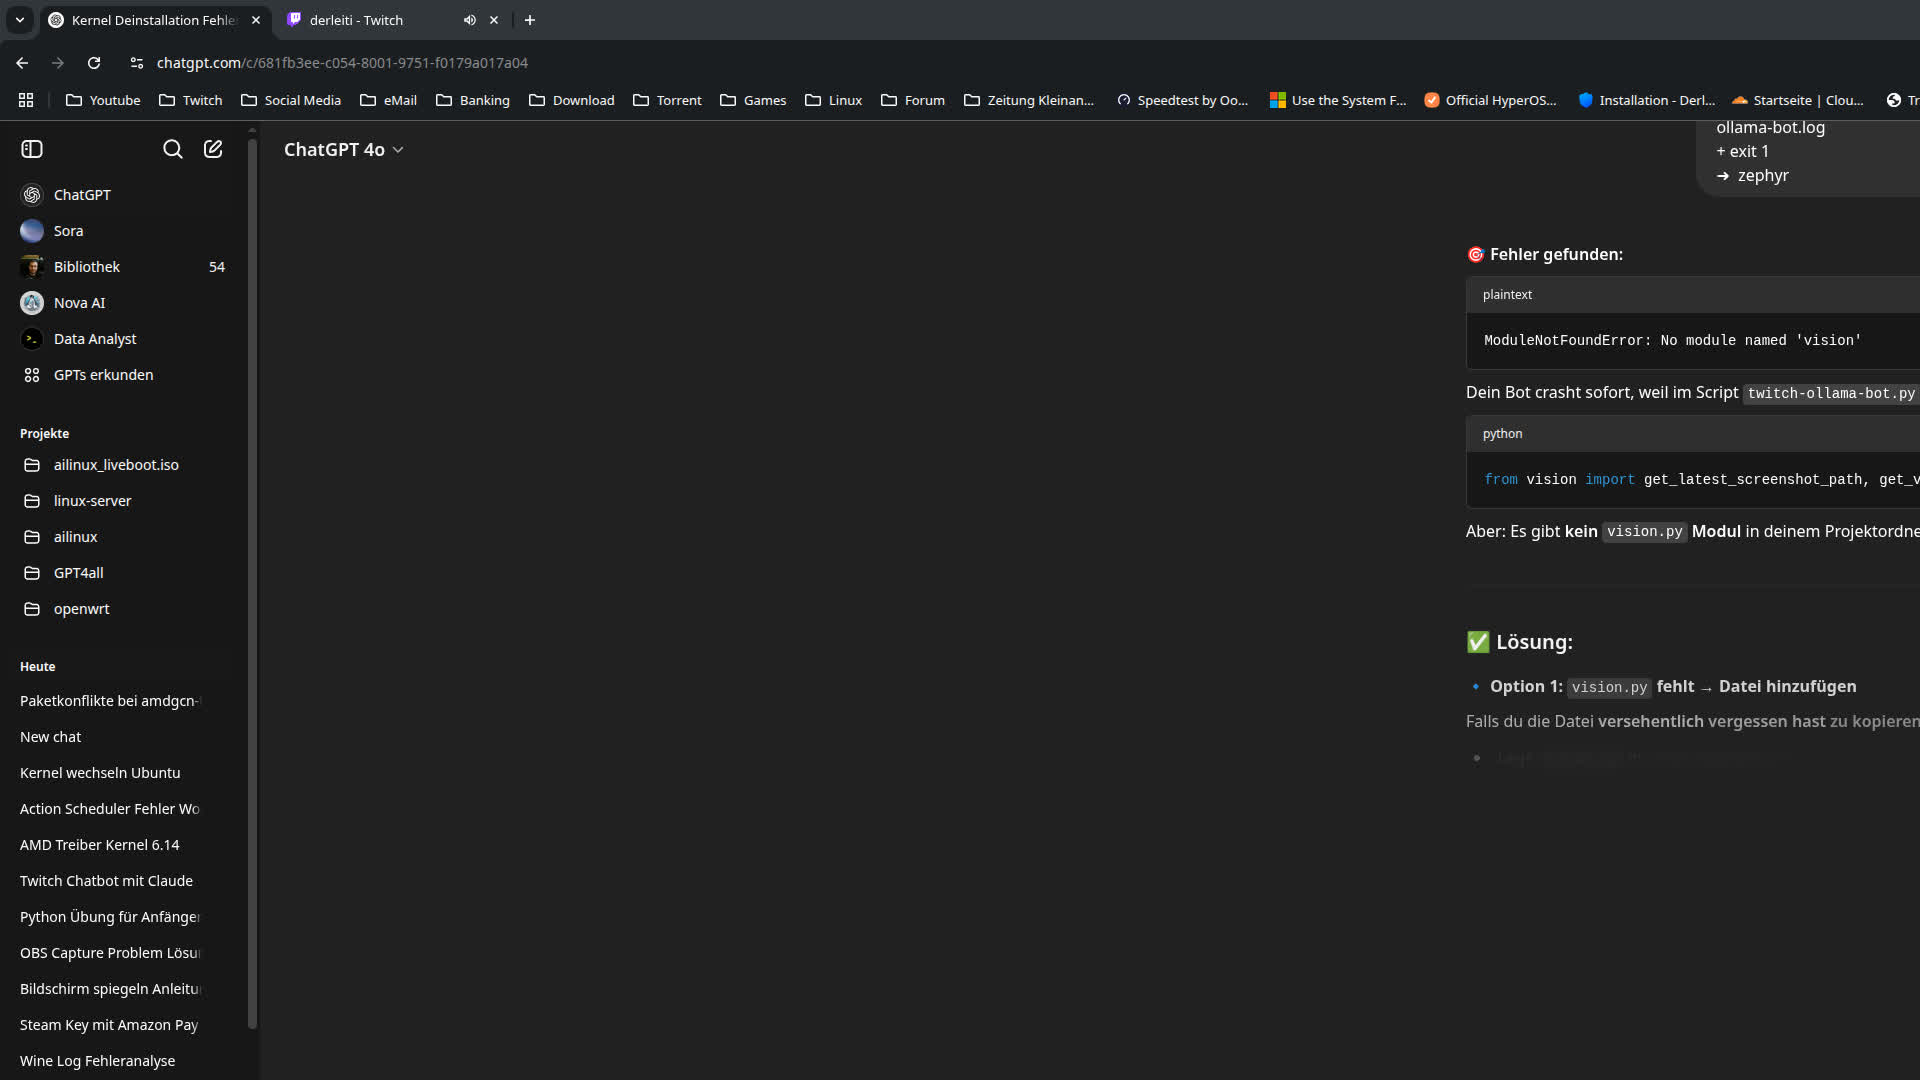 Kernel Deinstallation Fehle
derleiti - Twitch
chatgpt.com/c/681fb3ee-c054-8001-9751-f0179a017a04
Youtube
Twitch
Social Media
eMail
Banking
Download
Torrent
Games
Linux
Forum
Zeitung Kleinan...
Speedtest by Oo...
Use the System F...
Official HyperOS...
Installation - Derl...
Startseite | Clou...
Tr
ChatGPT 4o
ChatGPT
Sora
Bibliothek 54
Nova AI
Data Analyst
GPTs erkunden
Projekte
ailinux_liveboot.iso
linux-server
ailinux
GPT4all
openwrt
Heute
Paketkonflikte bei amdgcn-
New chat
Kernel wechseln Ubuntu
Action Scheduler Fehler Wo
AMD Treiber Kernel 6.14
Twitch Chatbot mit Claude
Python Übung für Anfänger
OBS Capture Problem Lösu
Bildschirm spiegeln Anleitu
Steam Key mit Amazon Pay
Wine Log Fehleranalyse
ollama-bot.log
+ exit 1
➜ zephyr
🎯 Fehler gefunden:
plaintext
ModuleNotFoundError: No module named 'vision'
Dein Bot crasht sofort, weil im Script twitch-ollama-bot.py
python
from vision import get_latest_screenshot_path, get_v
Aber: Es gibt kein vision.py Modul in deinem Projektordne
✅ Lösung:
🔹 Option 1: vision.py fehlt → Datei hinzufügen
Falls du die Datei versehentlich vergessen hast zu kopieren